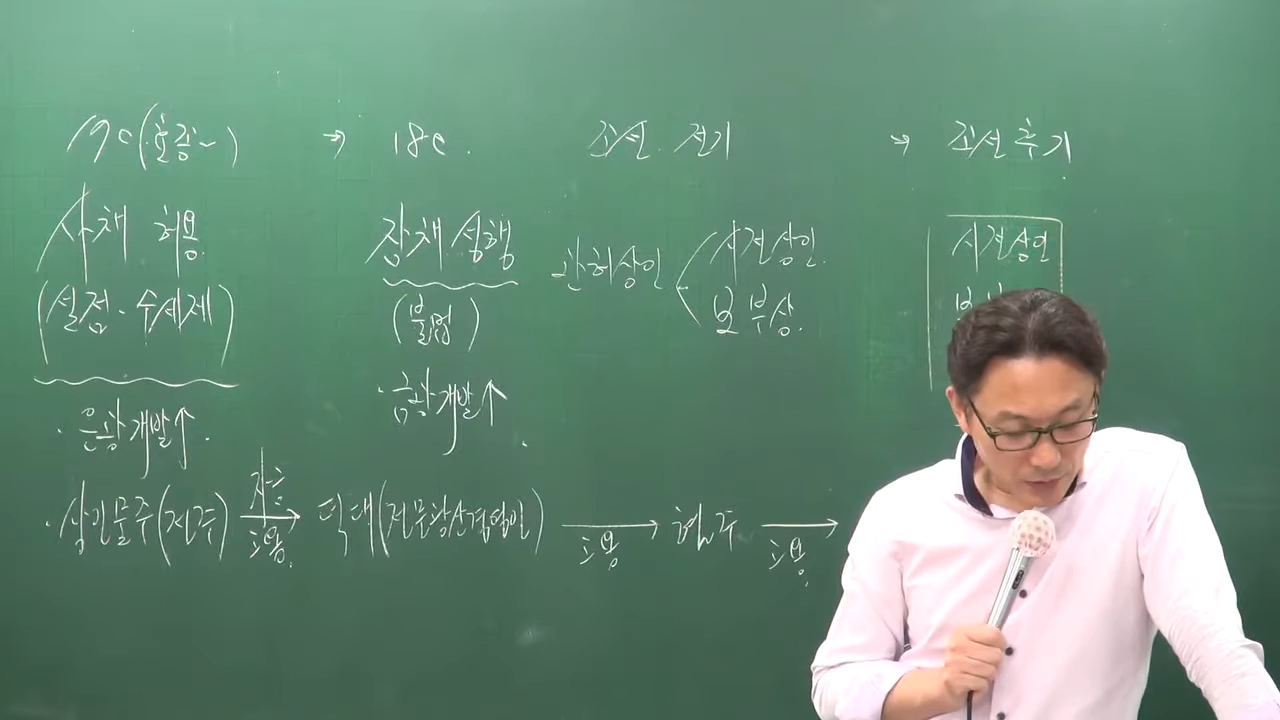 17c(효종~) → 18c. 조선 전기 → 조선 후기
사채 허용 잠채 성행 관허상인 시전상인 시전상인
(설점·수세제) (불법) 보부상.
· 은광 개발↑. · 금광 개발↑
· 상인물주(전주) 자금 고용 → 덕대(전문광산경영인) 고용 → 혈주 고용 →